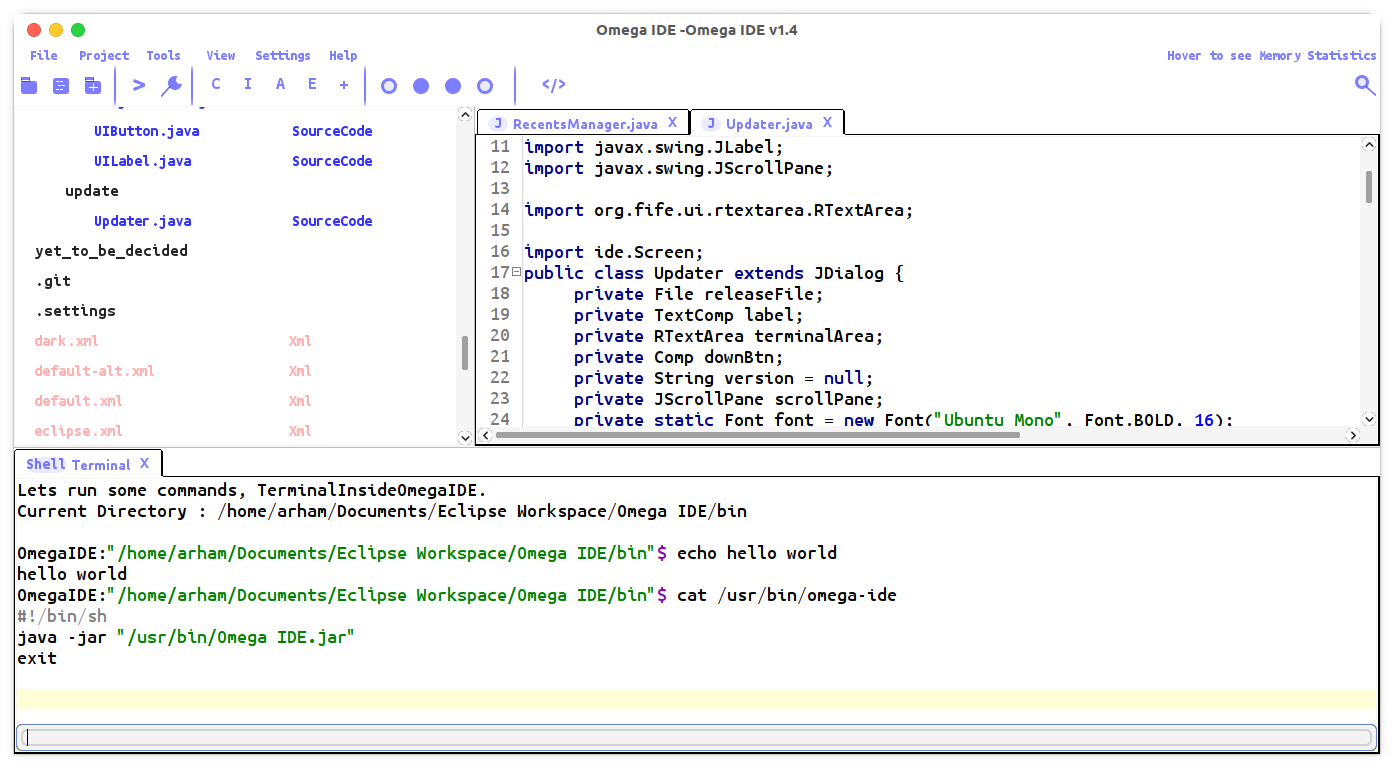 Omega IDE -Omega IDE v1.4
File Project Tools View Settings Help Hover to see Memory Statistics
> C I A E + </>
UIButton.java SourceCode
UILabel.java SourceCode
update
Updater.java SourceCode
yet_to_be_decided
.git
.settings
dark.xml Xml
default-alt.xml Xml
default.xml Xml
eclipse.xml Xml
J RecentsManager.java X J Updater.java X
11 import javax.swing.JLabel;
12 import javax.swing.JScrollPane;
13
14 import org.fife.ui.rtextarea.RTextArea;
15
16 import ide.Screen;
17 public class Updater extends JDialog {
18 private File releaseFile;
19 private TextComp label;
20 private RTextArea terminalArea;
21 private Comp downBtn;
22 private String version = null;
23 private JScrollPane scrollPane;
24 private static Font font = new Font("Ubuntu Mono", Font.BOLD, 16);
Shell Terminal X
Lets run some commands, TerminalInsideOmegaIDE.
Current Directory : /home/arham/Documents/Eclipse Workspace/Omega IDE/bin
OmegaIDE:"/home/arham/Documents/Eclipse Workspace/Omega IDE/bin"$ echo hello world
hello world
OmegaIDE:"/home/arham/Documents/Eclipse Workspace/Omega IDE/bin"$ cat /usr/bin/omega-ide
#!/bin/sh
java -jar "/usr/bin/Omega IDE.jar"
exit